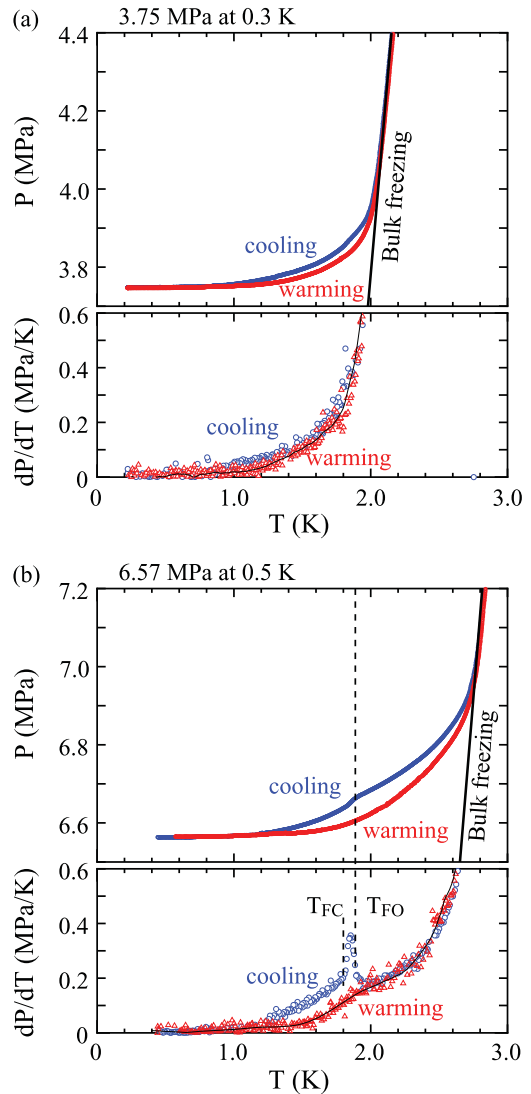 (a)
3.75 MPa at 0.3 K
4.4
4.2
4.0
3.8
P (MPa)
cooling
warming
Bulk freezing
0.6
0.4
0.2
0
dP/dT (MPa/K)
cooling
warming
0 1.0 2.0 3.0
T (K)
(b)
6.57 MPa at 0.5 K
7.2
7.0
6.8
6.6
P (MPa)
cooling
warming
Bulk freezing
0.6
0.4
0.2
0
dP/dT (MPa/K)
T_FC T_FO
cooling
warming
0 1.0 2.0 3.0
T (K)